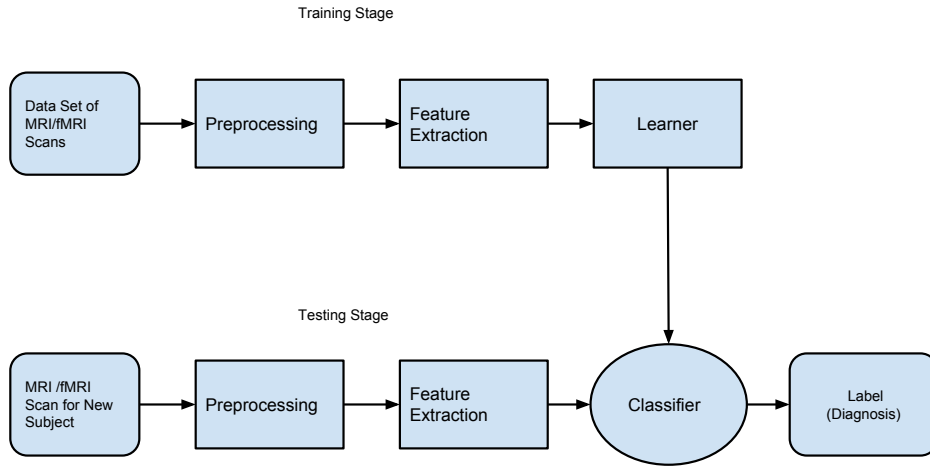 Training Stage
Data Set of
MRI/fMRI
Scans
Preprocessing
Feature
Extraction
Learner
Testing Stage
MRI /fMRI
Scan for New
Subject
Preprocessing
Feature
Extraction
Classifier
Label
(Diagnosis)